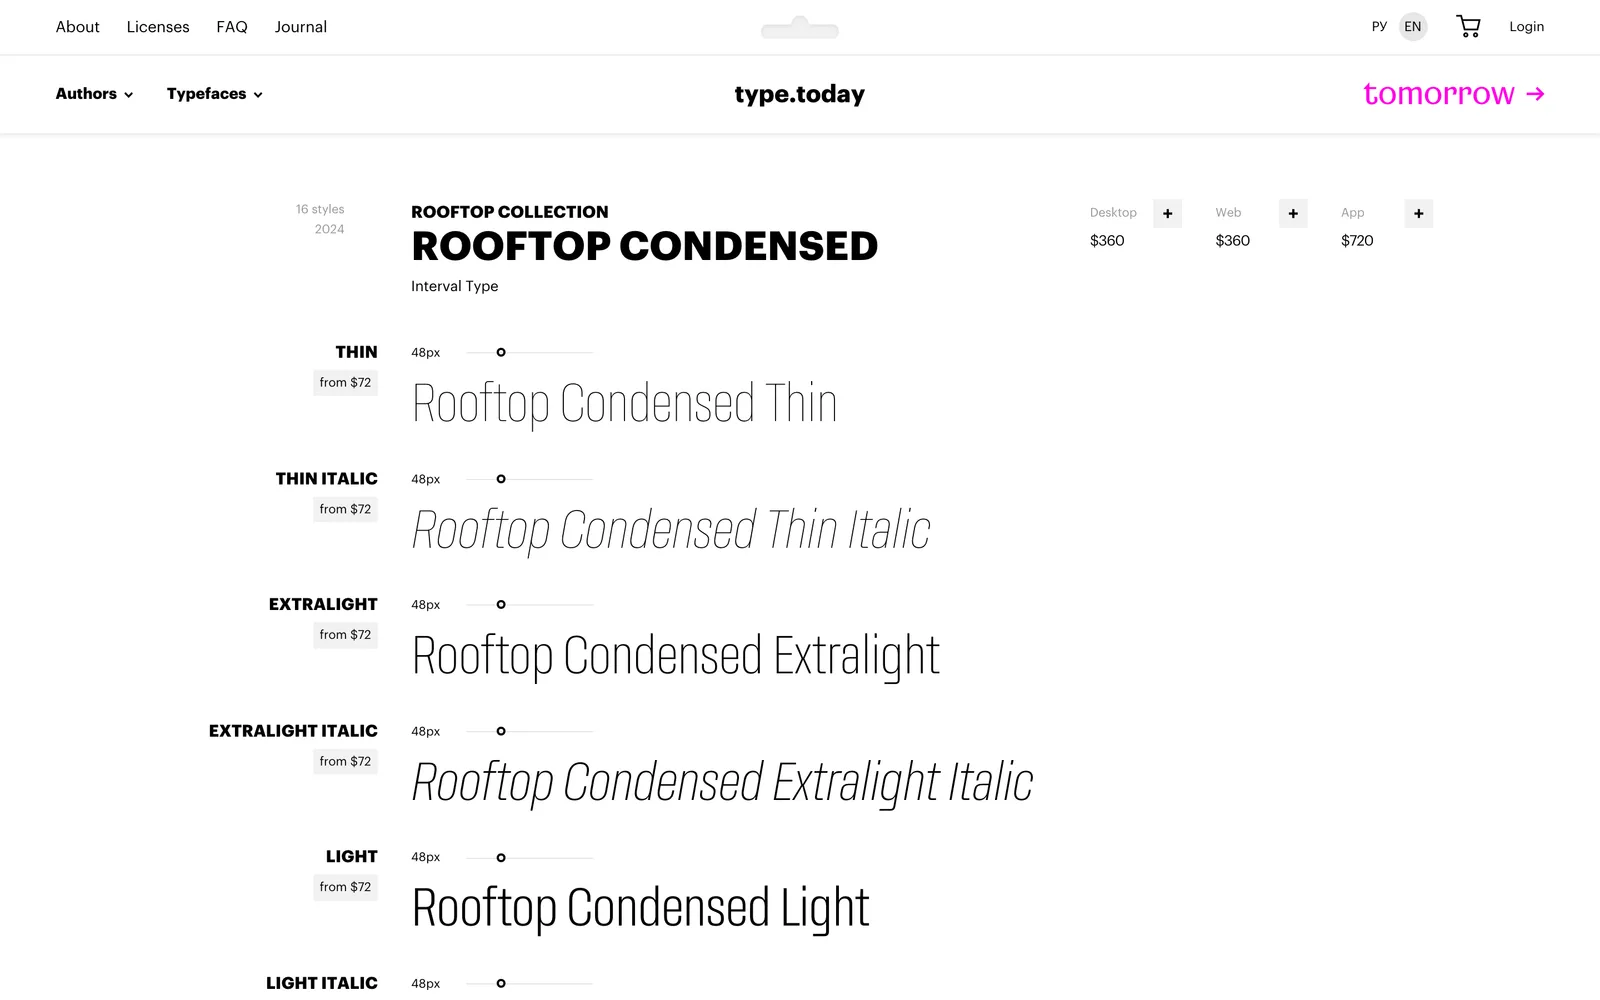 About Licenses FAQ Journal
РУ EN Login
Authors Typefaces
type.today
tomorrow →
16 styles
2024
ROOFTOP COLLECTION
ROOFTOP CONDENSED
Interval Type
Desktop + Web + App +
$360 $360 $720
THIN
from $72
48px
Rooftop Condensed Thin
THIN ITALIC
from $72
48px
Rooftop Condensed Thin Italic
EXTRALIGHT
from $72
48px
Rooftop Condensed Extralight
EXTRALIGHT ITALIC
from $72
48px
Rooftop Condensed Extralight Italic
LIGHT
from $72
48px
Rooftop Condensed Light
LIGHT ITALIC
48px